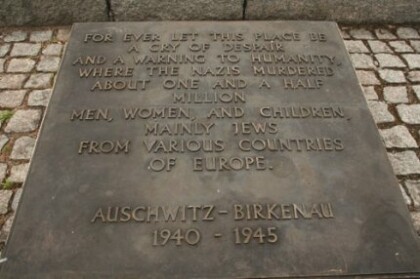 FOR EVER LET THIS PLACE BE
A CRY OF DESPAIR
AND A WARNING TO HUMANITY,
WHERE THE NAZIS MURDERED
ABOUT ONE AND A HALF
MILLION
MEN, WOMEN, AND CHILDREN,
MAINLY JEWS
FROM VARIOUS COUNTRIES
OF EUROPE.
AUSCHWITZ-BIRKENAU
1940 - 1945